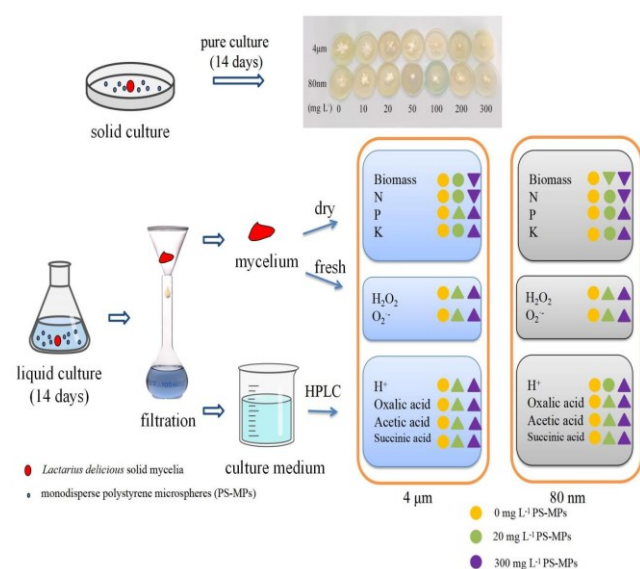 pure culture
(14 days)
4μm
80nm
(mg L⁻) 0 10 20 50 100 200 300
solid culture
Biomass
N
P
K
Biomass
N
P
K
dry
mycelium
fresh
H₂O₂
O₂·⁻
H₂O₂
O₂·⁻
liquid culture
(14 days)
filtration
HPLC
culture medium
H⁺
Oxalic acid
Acetic acid
Succinic acid
H⁺
Oxalic acid
Acetic acid
Succinic acid
Lactarius delicious solid mycelia
monodisperse polystyrene microspheres (PS-MPs)
4 μm
80 nm
0 mg L⁻¹ PS-MPs
20 mg L⁻¹ PS-MPs
300 mg L⁻¹ PS-MPs